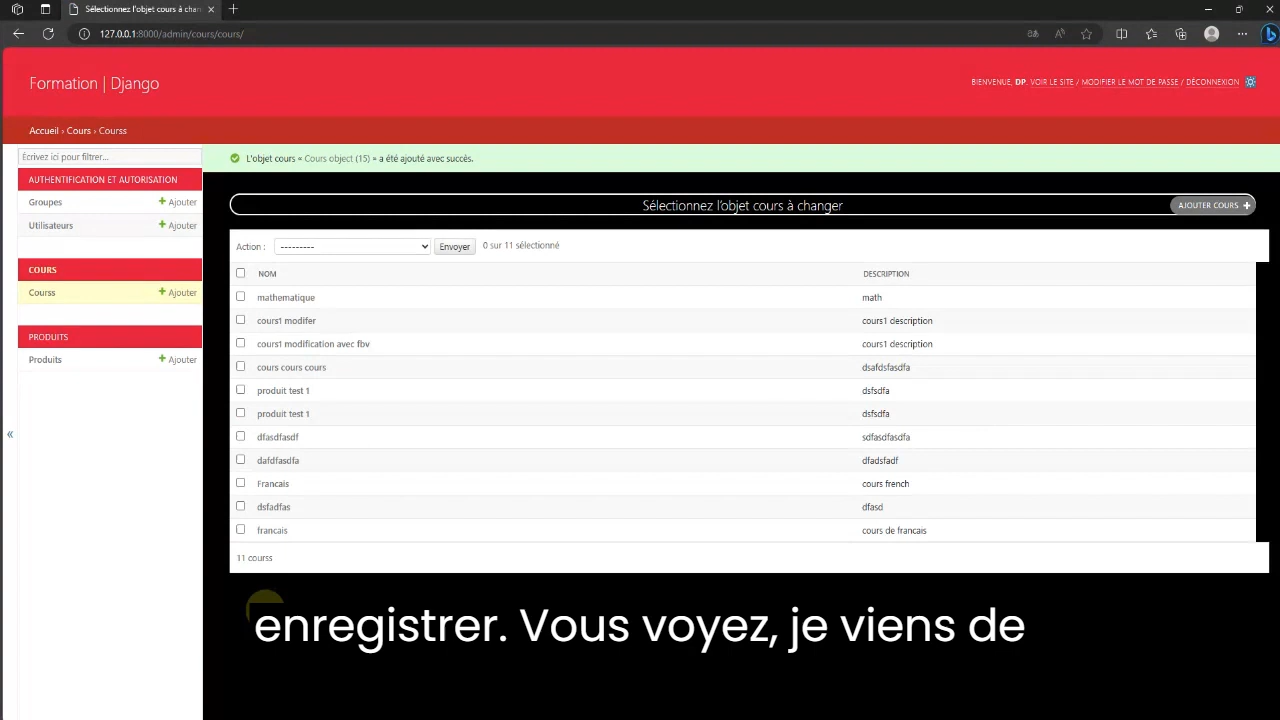 Sélectionnez l'objet cours à chan
127.0.0.1:8000/admin/cours/cours/
Formation | Django
BIENVENUE, DP. VOIR LE SITE / MODIFIER LE MOT DE PASSE / DÉCONNEXION
Accueil › Cours › Courss
Écrivez ici pour filtrer...
L'objet cours « Cours object (15) » a été ajouté avec succès.
AUTHENTIFICATION ET AUTORISATION
Groupes Ajouter
Utilisateurs Ajouter
COURS
Courss Ajouter
PRODUITS
Produits Ajouter
Sélectionnez l'objet cours à changer
AJOUTER COURS
Action : --------- Envoyer 0 sur 11 sélectionné
NOM DESCRIPTION
mathematique math
cours1 modifer cours1 description
cours1 modification avec fbv cours1 description
cours cours cours dsafdsfasdfa
produit test 1 dsfsdfa
produit test 1 dsfsdfa
dfasdfasdf sdfasdfasdfa
dafdfasdfa dfadsfadf
Francais cours french
dsfadfas dfasd
francais cours de francais
11 courss
enregistrer. Vous voyez, je viens de